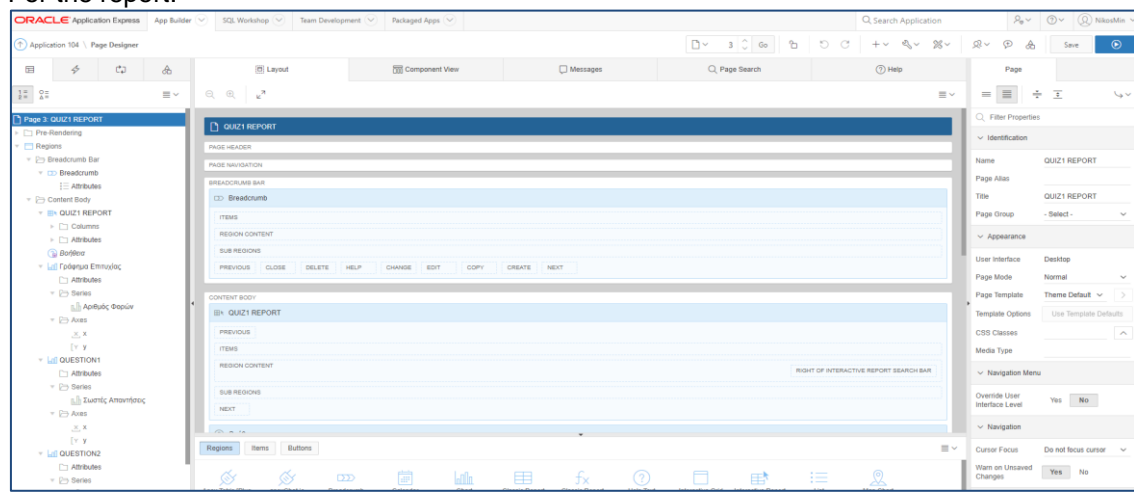 For the report:
ORACLE Application Express App Builder SQL Workshop Team Development Packaged Apps Search Application NikosMin
Application 104 \ Page Designer 3 Go Save
Layout Component View Messages Page Search Help Page
Page 3: QUIZ1 REPORT
Pre-Rendering
Regions
Breadcrumb Bar
Breadcrumb
Attributes
Content Body
QUIZ1 REPORT
Columns
Attributes
Βοήθεια
Γράφημα Επιτυχίας
Attributes
Series
Αριθμός Φορών
Axes
x
y
QUESTION1
Attributes
Series
Σωστές Απαντήσεις
Axes
x
y
QUESTION2
Attributes
Series
QUIZ1 REPORT
PAGE HEADER
PAGE NAVIGATION
BREADCRUMB BAR
Breadcrumb
ITEMS
REGION CONTENT
SUB REGIONS
PREVIOUS CLOSE DELETE HELP CHANGE EDIT COPY CREATE NEXT
CONTENT BODY
QUIZ1 REPORT
PREVIOUS
ITEMS
REGION CONTENT
RIGHT OF INTERACTIVE REPORT SEARCH BAR
SUB REGIONS
NEXT
Regions Items Buttons
Filter Properties
Identification
Name QUIZ1 REPORT
Page Alias
Title QUIZ1 REPORT
Page Group - Select -
Appearance
User Interface Desktop
Page Mode Normal
Page Template Theme Default
Template Options Use Template Defaults
CSS Classes
Media Type
Navigation Menu
Override User
Interface Level Yes No
Navigation
Cursor Focus Do not focus cursor
Warn on Unsaved
Changes Yes No